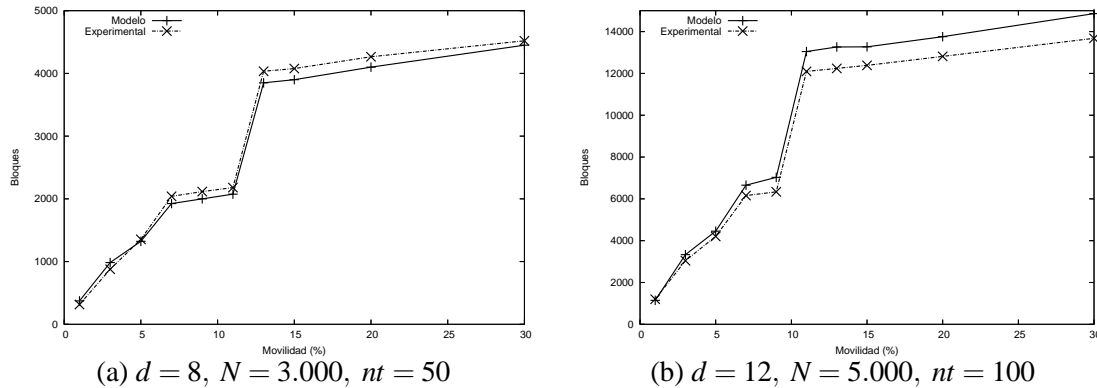 Modelo
Experimental
5000
4000
3000
2000
1000
0
Bloques
0 5 10 15 20 25 30
Movilidad (%)
(a) d = 8, N = 3.000, nt = 50
Modelo
Experimental
14000
12000
10000
8000
6000
4000
2000
0
Bloques
0 5 10 15 20 25 30
Movilidad (%)
(b) d = 12, N = 5.000, nt = 100